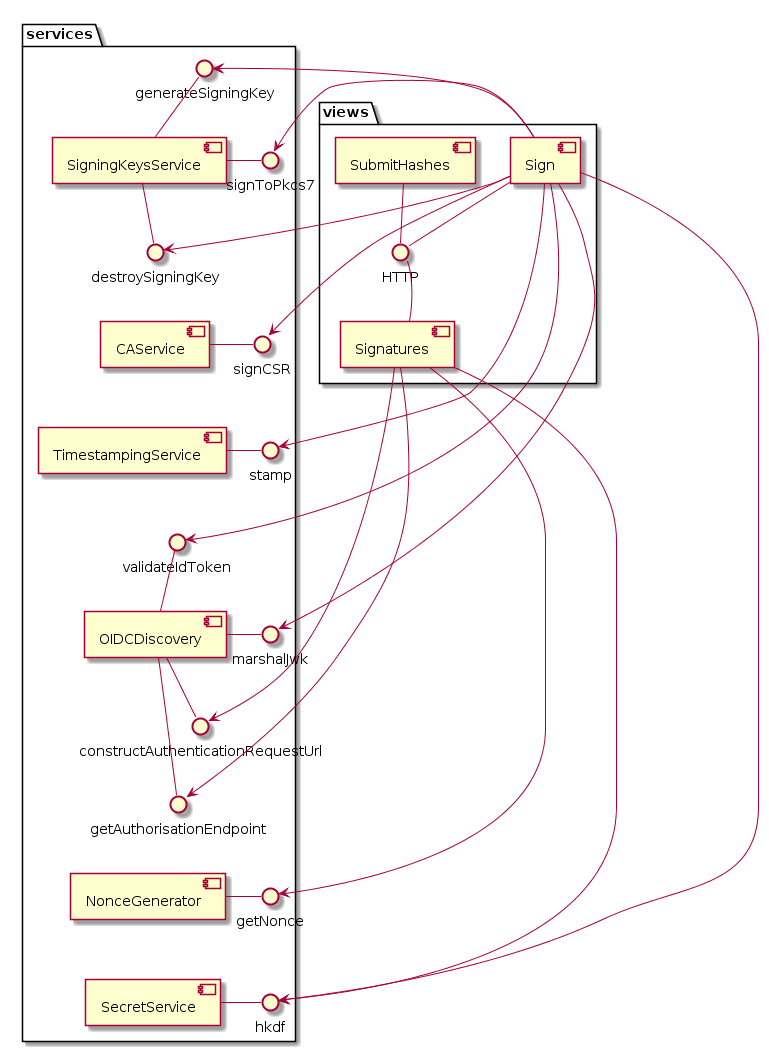 services
generateSigningKey
views
SigningKeysService
signToPkcs7
SubmitHashes
Sign
destroySigningKey
HTTP
CAService
signCSR
Signatures
TimestampingService
stamp
validateIdToken
OIDCDiscovery
marshalJwk
constructAuthenticationRequestUrl
getAuthorisationEndpoint
NonceGenerator
getNonce
SecretService
hkdf